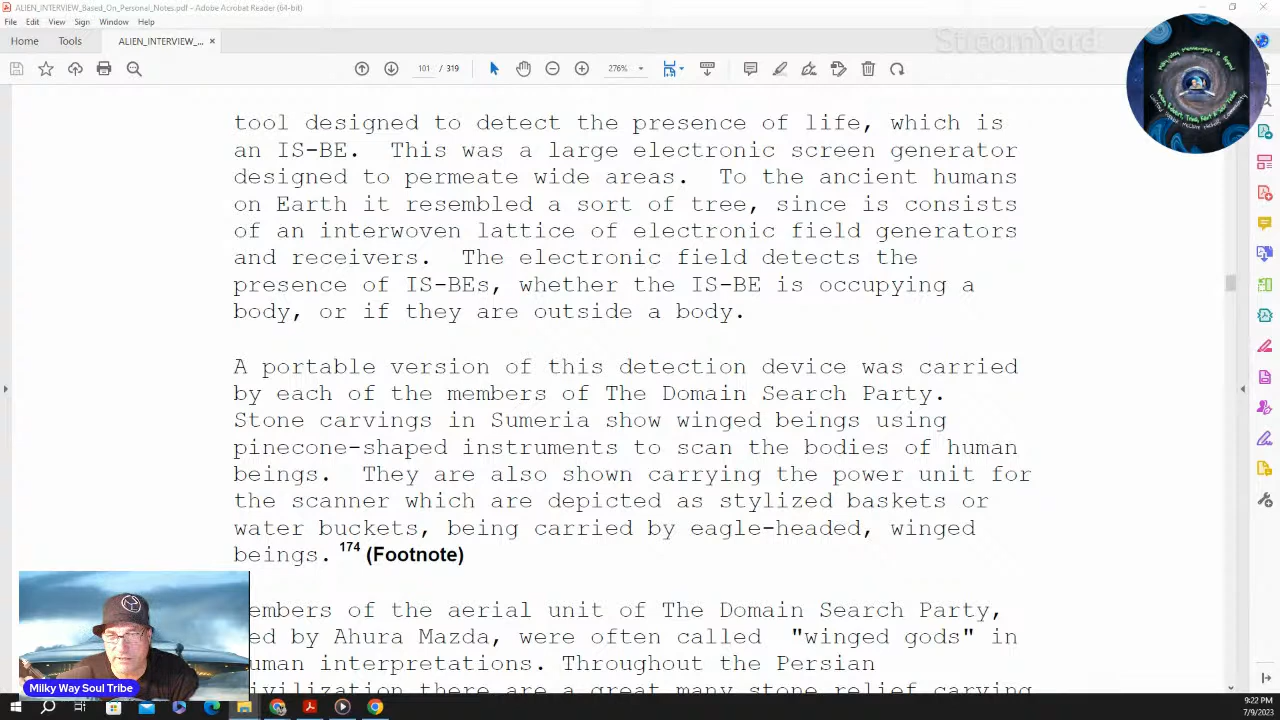 ALIEN_INTERVIEW_Based_On_Personal_Notes.pdf - Adobe Acrobat Reader (64-bit)
File Edit View Sign Window Help
StreamYard
Home Tools ALIEN_INTERVIEW_... ×
101 / 319 276%
tool designed to detect the presence of life, which is
an IS-BE. This was a large electronic screen generator
designed to permeate wide areas. To the ancient humans
on Earth it resembled a sort of tree, since is consists
of an interwoven lattice of electronic field generators
and receivers. The electronic field detects the
presence of IS-BEs, whether the IS-BE is occupying a
body, or if they are outside a body.
A portable version of this detection device was carried
by each of the members of The Domain Search Party.
Stone carvings in Sumeria show winged beings using
pinecone-shaped instruments to scan the bodies of human
beings. They are also shown carrying the power unit for
the scanner which are depicted as stylized baskets or
water buckets, being carried by eagle-headed, winged
beings. 174 (Footnote)
embers of the aerial unit of The Domain Search Party,
ed by Ahura Mazda, were often called "winged gods" in
uman interpretations. Throughout the Persian
ivilization there are a great many stone relief carving
Milky Way Soul Tribe
9:22 PM
7/9/2023